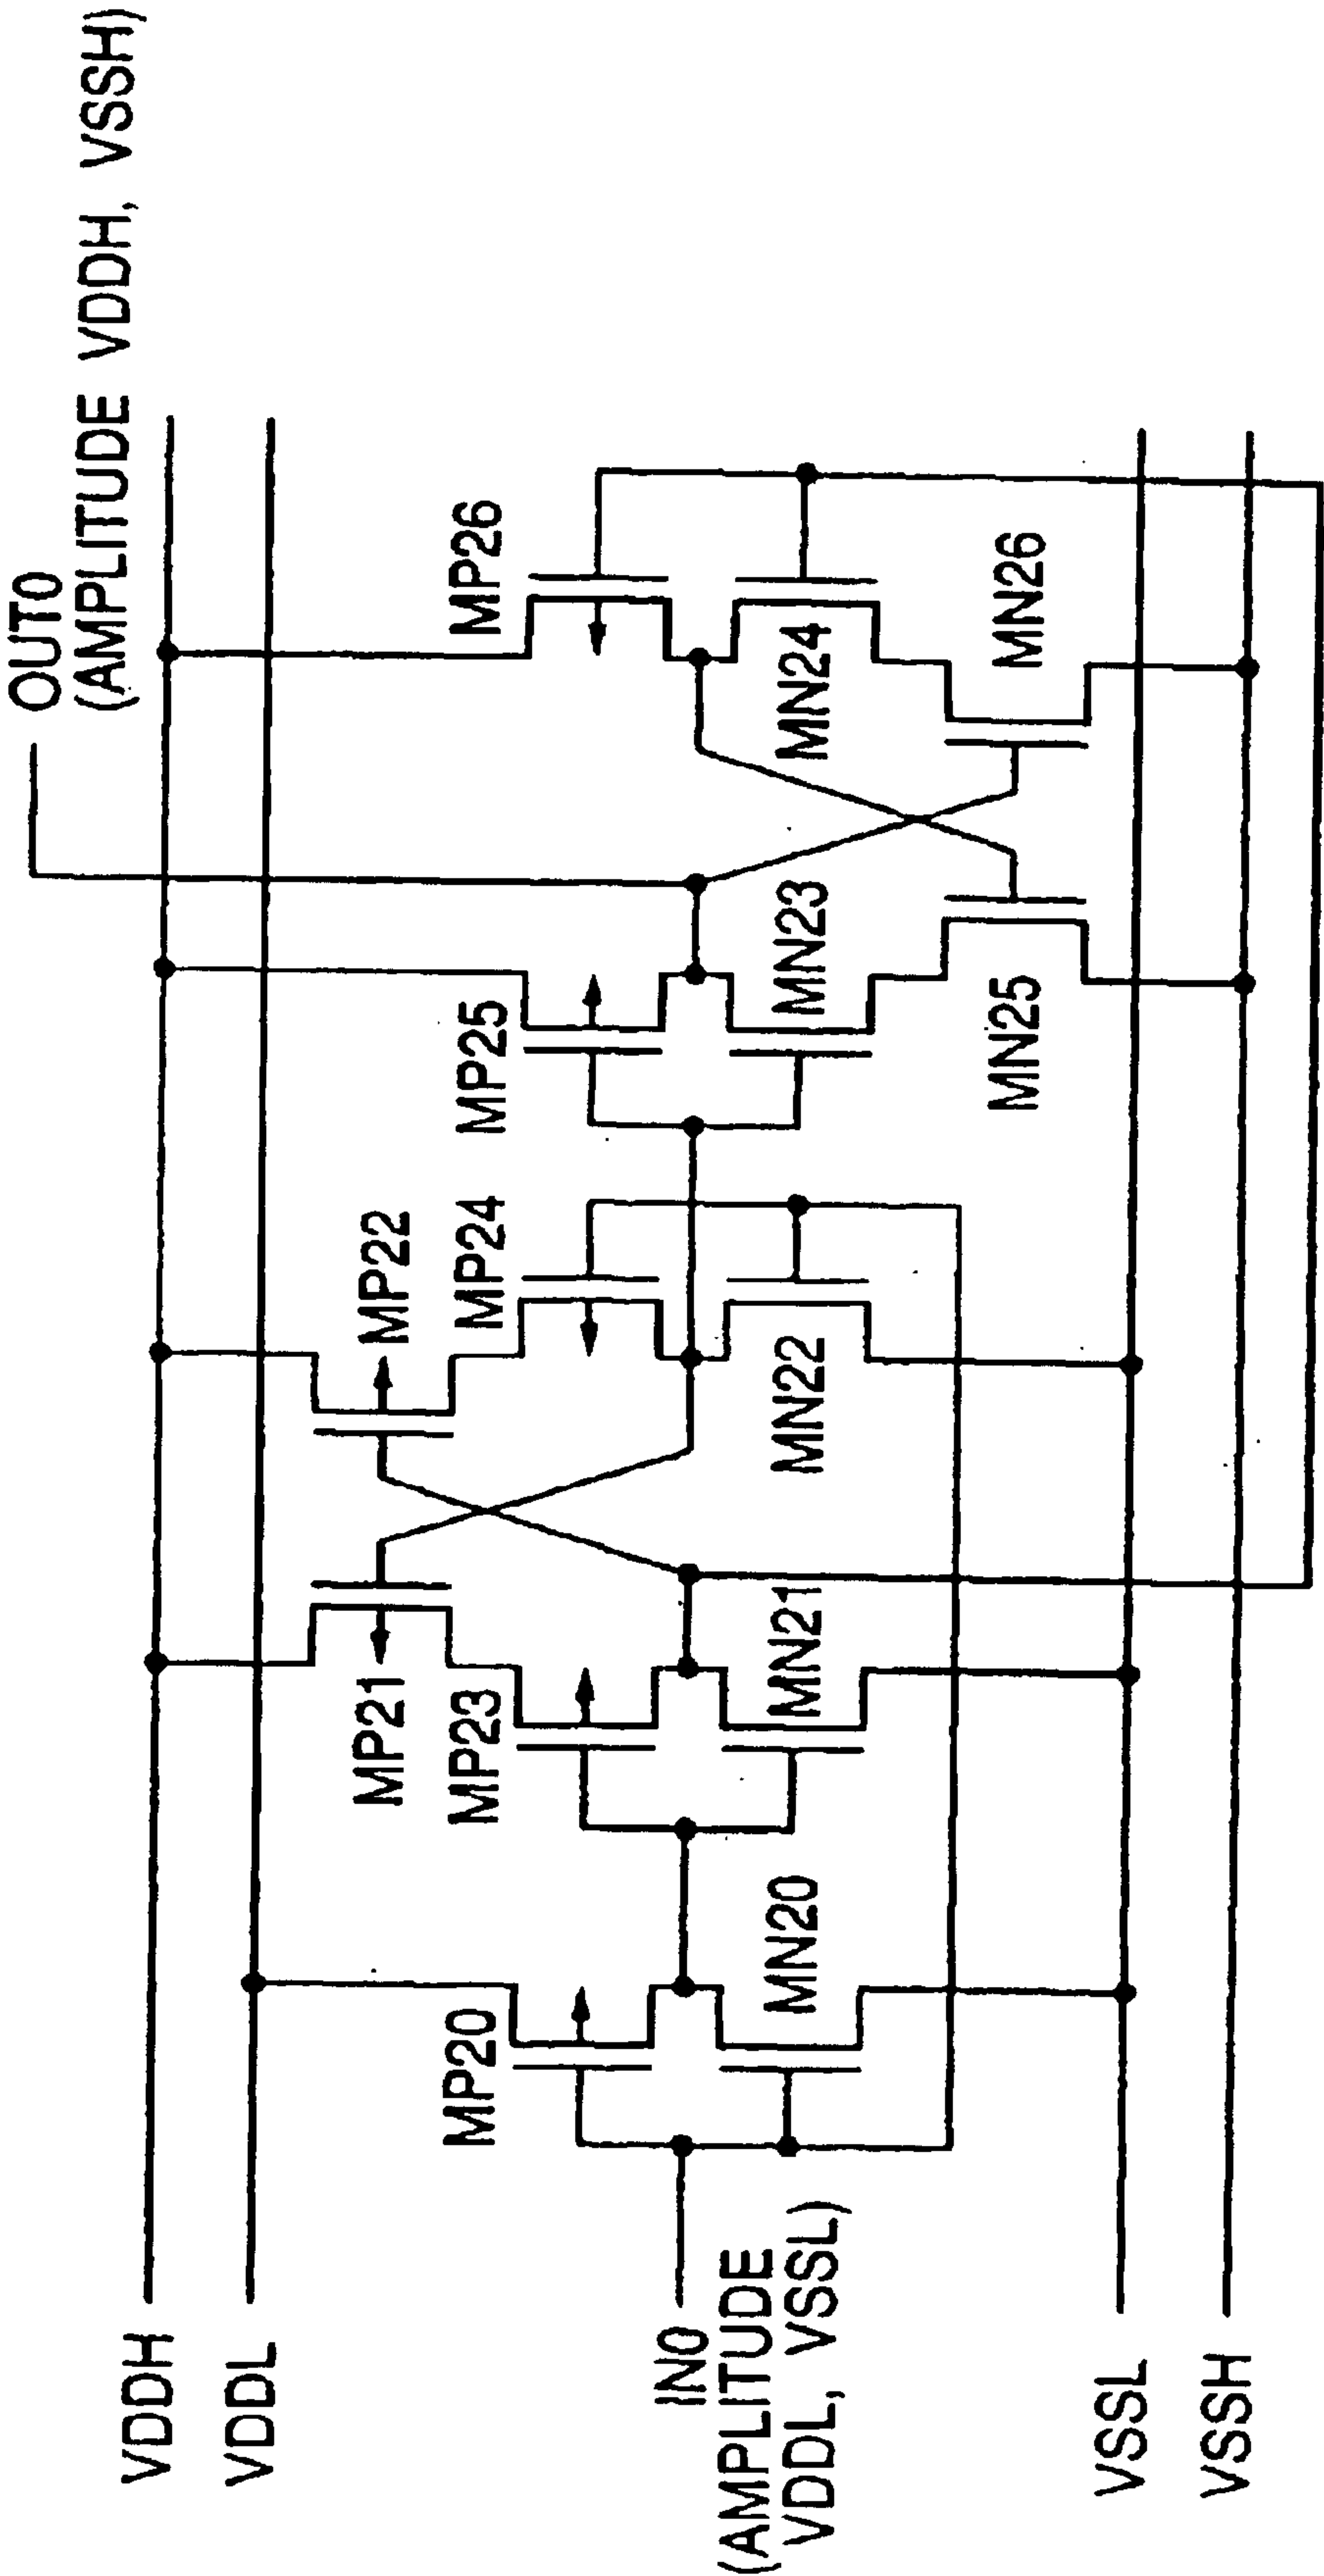 OUT0
(AMPLITUDE VDDH, VSSH)
VDDH
VDDL
MP21
MP22
MP20
MP23
MP24
MP25
MP26
IN0
(AMPLITUDE
VDDL, VSSL)
MN20
MN21
MN22
MN23
MN24
MN25
MN26
VSSL
VSSH